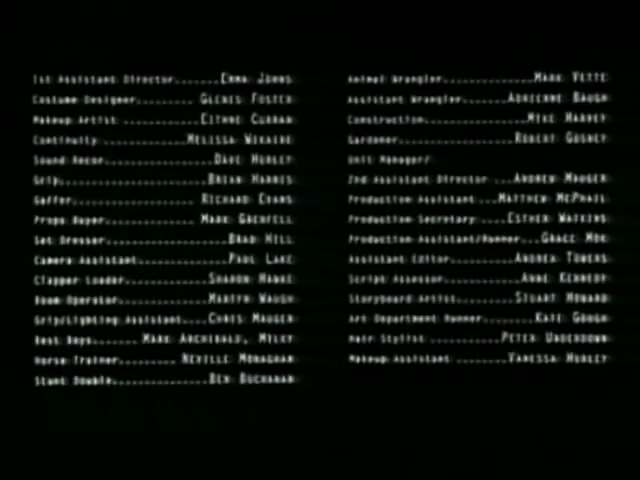 1st Assistant Director.......Emma Johns
Costume Designer........ Glenis Foster
Makeup Artist ............Eithne Curran
Continuity .............Melissa
Sound Recor.................Dave Hurley
Grip.......................Brian Harris
Gaffer................... Richard Evans
Props Buyer.............. Mark Grenfell
Set Dresser...................Brad Hill
Camera Assistant..............Paul Lake
Clapper Loader.............Sharon Hawke
Boom Operator..............Martyn Waugh
Grip/Lighting Assistant....Chris Mauger
Best Boys....... Mark Archibald, Milky
Horse Trainer......... Neville Monaghan
Stunt Double...............Ben Buchanan
Animal Wrangler..............Mark Vette
Assistant Wrangler.......Adrienne Baugh
Construction................Mike Harvey
Gardener..................Robert Gosney
Unit Manager/
2nd Assistant Director ...Andrew Mauger
Production Assistant ...Matthew McPhail
Production Secretary ....Esther Watkins
Production Assistant/Runner...Grace Mok
Assistant Editor..........Andrea Towers
Script Assessor............Anne Kennedy
Storyboard Artist.........Stuart Howard
Art Department Runner........Kate Gough
Hair Stylist............Peter Underdown
Makeup Assistant ........Vanessa Hurley